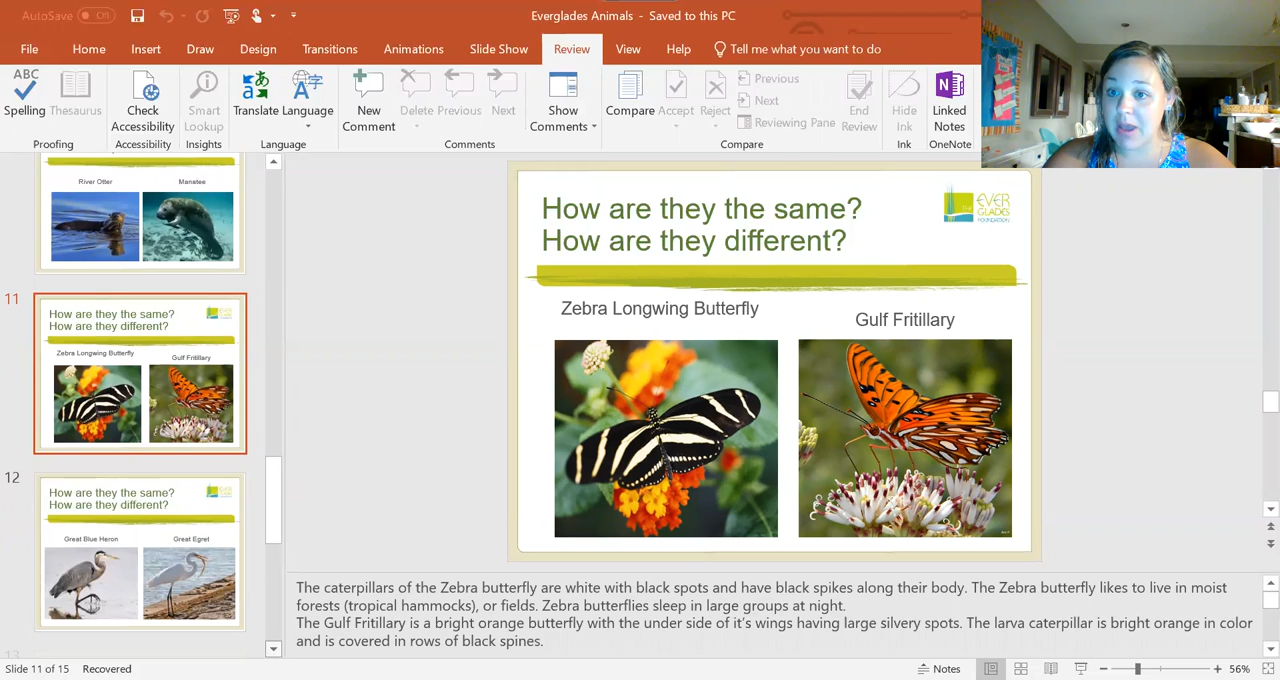 AutoSave Off
Everglades Animals - Saved to this PC
File Home Insert Draw Design Transitions Animations Slide Show Review View Help Tell me what you want to do
ABC
Spelling Thesaurus
Check Accessibility
Smart Lookup
Translate Language
New Comment
Delete Previous Next
Show Comments
Compare Accept Reject
Previous
Next
Reviewing Pane
End Review
Hide Ink
Linked Notes
Proofing Accessibility Insights Language Comments Compare Ink OneNote
River Otter Manatee
11
How are they the same?
How are they different?
Zebra Longwing Butterfly Gulf Fritillary
12
How are they the same?
How are they different?
Great Blue Heron Great Egret
13
How are they the same?
How are they different?
EVER
GLADES
FOUNDATION
Zebra Longwing Butterfly
Gulf Fritillary
The caterpillars of the Zebra butterfly are white with black spots and have black spikes along their body. The Zebra butterfly likes to live in moist
forests (tropical hammocks), or fields. Zebra butterflies sleep in large groups at night.
The Gulf Fritillary is a bright orange butterfly with the under side of it's wings having large silvery spots. The larva caterpillar is bright orange in color
and is covered in rows of black spines.
Slide 11 of 15 Recovered
Notes
56%